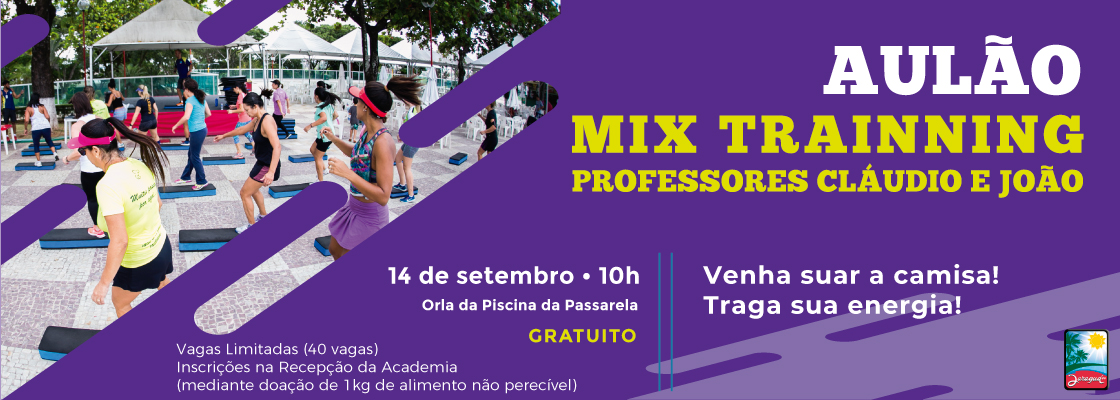 AULÃO
MIX TRAINNING
PROFESSORES CLÁUDIO E JOÃO
14 de setembro • 10h
Orla da Piscina da Passarela
GRATUITO
Venha suar a camisa!
Traga sua energia!
Vagas Limitadas (40 vagas)
Inscrições na Recepção da Academia
(mediante doação de 1kg de alimento não perecível)
Jaraguá